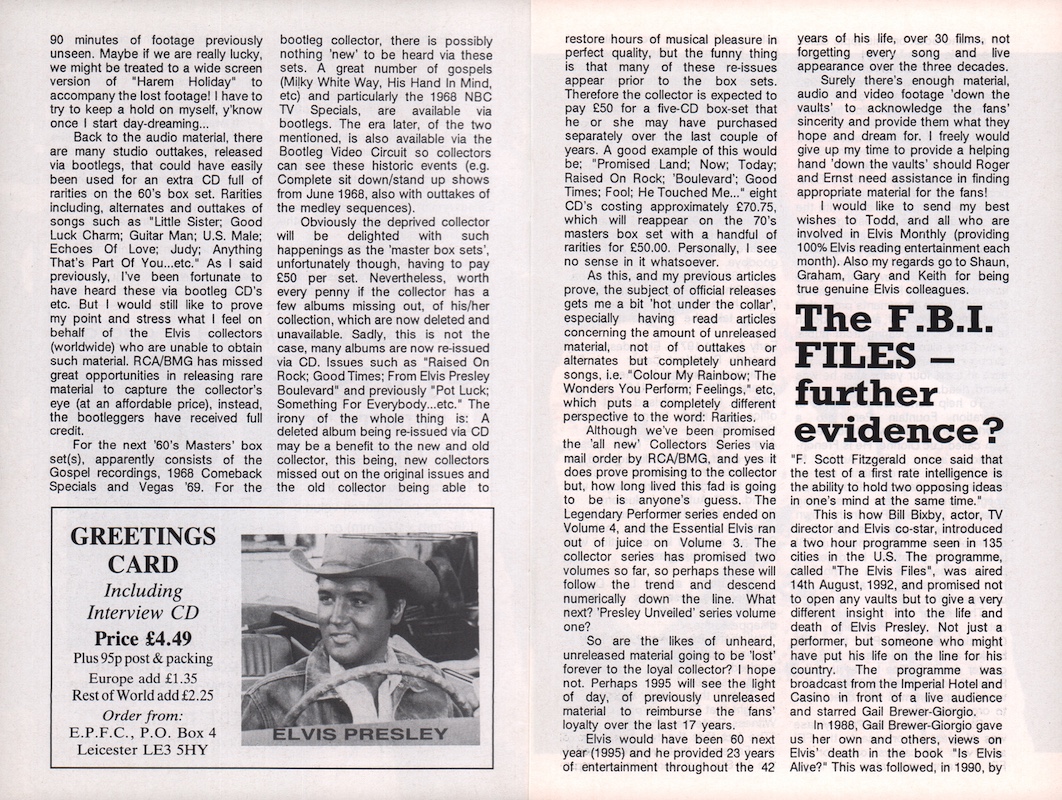 90 minutes of footage previously
unseen. Maybe if we are really lucky,
we might be treated to a wide screen
version of "Harem Holiday" to
accompany the lost footage! I have to
try to keep a hold on myself, y'know
once I start day-dreaming...
Back to the audio material, there
are many studio outtakes, released
via bootlegs, that could have easily
been used for an extra CD full of
rarities on the 60's box set. Rarities
including, alternates and outtakes of
songs such as "Little Sister; Good
Luck Charm; Guitar Man; U.S. Male;
Echoes Of Love; Judy; Anything
That's Part Of You...etc." As I said
previously, I've been fortunate to
have heard these via bootleg CD's
etc. But I would still like to prove
my point and stress what I feel on
behalf of the Elvis collectors
(worldwide) who are unable to obtain
such material. RCA/BMG has missed
great opportunities in releasing rare
material to capture the collector's
eye (at an affordable price), instead,
the bootleggers have received full
credit.
For the next '60's Masters' box
set(s), apparently consists of the
Gospel recordings, 1968 Comeback
Specials and Vegas '69. For the
bootleg collector, there is possibly
nothing 'new' to be heard via these
sets. A great number of gospels
(Milky White Way, His Hand In Mind,
etc) and particularly the 1968 NBC
TV Specials, are available via
bootlegs. The era later, of the two
mentioned, is also available via the
Bootleg Video Circuit so collectors
can see these historic events (e.g.
Complete sit down/stand up shows
from June 1968, also with outtakes of
the medley sequences).
Obviously the deprived collector
will be delighted with such
happenings as the 'master box sets',
unfortunately though, having to pay
£50 per set. Nevertheless, worth
every penny if the collector has a
few albums missing out, of his/her
collection, which are now deleted and
unavailable. Sadly, this is not the
case, many albums are now re-issued
via CD. Issues such as "Raised On
Rock; Good Times; From Elvis Presley
Boulevard" and previously "Pot Luck;
Something For Everybody...etc." The
irony of the whole thing is: A
deleted album being re-issued via CD
may be a benefit to the new and old
collector, this being, new collectors
missed out on the original issues and
the old collector being able to
GREETINGS
CARD
Including
Interview CD
Price £4.49
Plus 95p post & packing
Europe add £1.35
Rest of World add £2.25
Order from:
E.P.F.C., P.O. Box 4
Leicester LE3 5HY
ELVIS PRESLEY
restore hours of musical pleasure in
perfect quality, but the funny thing
is that many of these re-issues
appear prior to the box sets.
Therefore the collector is expected to
pay £50 for a five-CD box-set that
he or she may have purchased
separately over the last couple of
years. A good example of this would
be; "Promised Land; Now; Today;
Raised On Rock; 'Boulevard'; Good
Times; Fool; He Touched Me..." eight
CD's costing approximately £70.75,
which will reappear on the 70's
masters box set with a handful of
rarities for £50.00. Personally, I see
no sense in it whatsoever.
As this, and my previous articles
prove, the subject of official releases
gets me a bit 'hot under the collar',
especially having read articles
concerning the amount of unreleased
material, not of outtakes or
alternates but completely unheard
songs, i.e. "Colour My Rainbow; The
Wonders You Perform; Feelings," etc,
which puts a completely different
perspective to the word: Rarities.
Although we've been promised
the 'all new' Collectors Series via
mail order by RCA/BMG, and yes it
does prove promising to the collector
but, how long lived this fad is going
to be is anyone's guess. The
Legendary Performer series ended on
Volume 4, and the Essential Elvis ran
out of juice on Volume 3. The
collector series has promised two
volumes so far, so perhaps these will
follow the trend and descend
numerically down the line. What
next? 'Presley Unveiled' series volume
one?
So are the likes of unheard,
unreleased material going to be 'lost'
forever to the loyal collector? I hope
not. Perhaps 1995 will see the light
of day, of previously unreleased
material to reimburse the fans'
loyalty over the last 17 years.
Elvis would have been 60 next
year (1995) and he provided 23 years
of entertainment throughout the 42
years of his life, over 30 films, not
forgetting every song and live
appearance over the three decades.
Surely there's enough material,
audio and video footage 'down the
vaults' to acknowledge the fans'
sincerity and provide them what they
hope and dream for. I freely would
give up my time to provide a helping
hand 'down the vaults' should Roger
and Ernst need assistance in finding
appropriate material for the fans!
I would like to send my best
wishes to Todd, and all who are
involved in Elvis Monthly (providing
100% Elvis reading entertainment each
month). Also my regards go to Shaun,
Graham, Gary and Keith for being
true genuine Elvis colleagues.
The F.B.I.
FILES –
further
evidence?
"F. Scott Fitzgerald once said that
the test of a first rate intelligence is
the ability to hold two opposing ideas
in one's mind at the same time."
This is how Bill Bixby, actor, TV
director and Elvis co-star, introduced
a two hour programme seen in 135
cities in the U.S. The programme,
called "The Elvis Files", was aired
14th August, 1992, and promised not
to open any vaults but to give a very
different insight into the life and
death of Elvis Presley. Not just a
performer, but someone who might
have put his life on the line for his
country. The programme was
broadcast from the Imperial Hotel and
Casino in front of a live audience
and starred Gail Brewer-Giorgio.
In 1988, Gail Brewer-Giorgio gave
us her own and others, views on
Elvis' death in the book "Is Elvis
Alive?" This was followed, in 1990, by